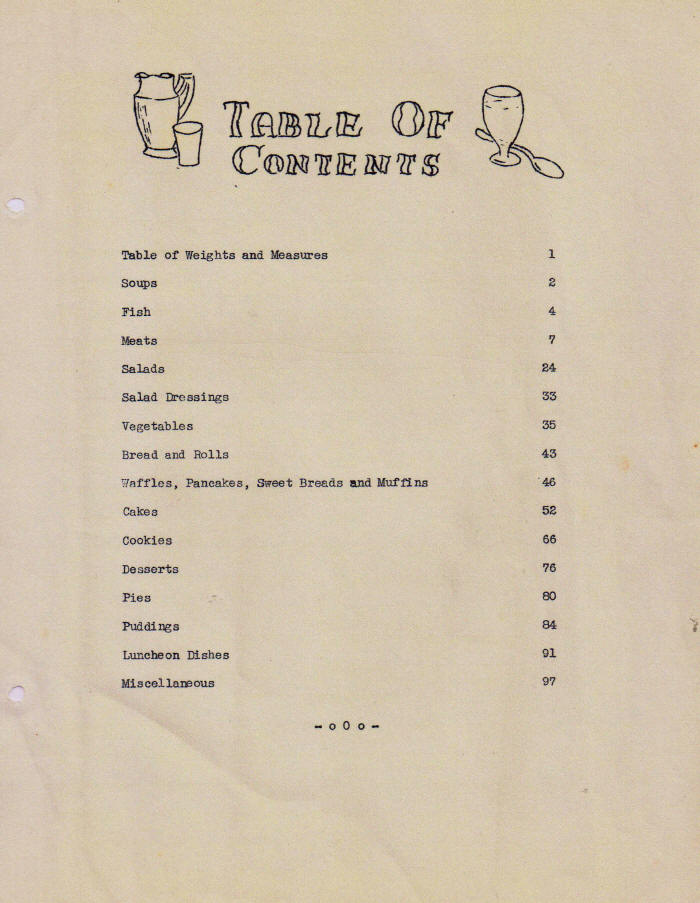 TABLE OF
CONTENTS
Table of Weights and Measures 1
Soups 2
Fish 4
Meats 7
Salads 24
Salad Dressings 33
Vegetables 35
Bread and Rolls 43
Waffles, Pancakes, Sweet Breads and Muffins 46
Cakes 52
Cookies 66
Desserts 76
Pies 80
Puddings 84
Luncheon Dishes 91
Miscellaneous 97
-oOo-